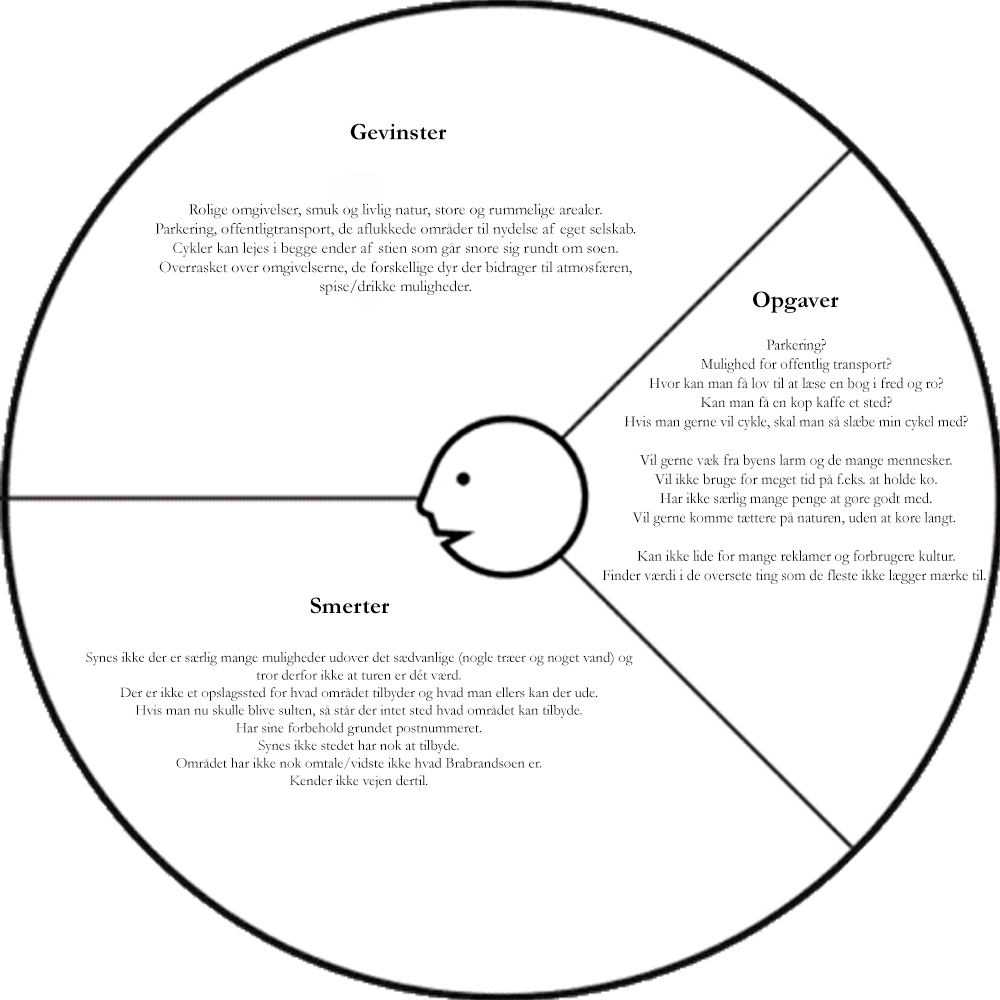 Gevinster
Rolige omgivelser, smuk og livlig natur, store og rummelige arealer.
Parkering, offentligtransport, de aflukkede områder til nydelse af eget selskab.
Cykler kan lejes i begge ender af stien som går snore sig rundt om søen.
Overrasket over omgivelserne, de forskellige dyr der bidrager til atmosfæren,
spise/drikke muligheder.
Opgaver
Parkering?
Mulighed for offentlig transport?
Hvor kan man få lov til at læse en bog i fred og ro?
Kan man få en kop kaffe et sted?
Hvis man gerne vil cykle, skal man så slæbe min cykel med?
Vil gerne væk fra byens larm og de mange mennesker.
Vil ikke bruge for meget tid på f.eks. at holde kø.
Har ikke særlig mange penge at gøre godt med.
Vil gerne komme tættere på naturen, uden at køre langt.
Kan ikke lide for mange reklamer og forbrugere kultur.
Finder værdi i de oversete ting som de fleste ikke lægger mærke til.
Smerter
Synes ikke der er særlig mange muligheder udover det sædvanlige (nogle træer og noget vand) og
tror derfor ikke at turen er dét værd.
Der er ikke et opslagssted for hvad området tilbyder og hvad man ellers kan der ude.
Hvis man nu skulle blive sulten, så står der intet sted hvad området kan tilbyde.
Har sine forbehold grundet postnummeret.
Synes ikke stedet har nok at tilbyde.
Området har ikke nok omtale/vidste ikke hvad Brabrandsøen er.
Kender ikke vejen dertil.